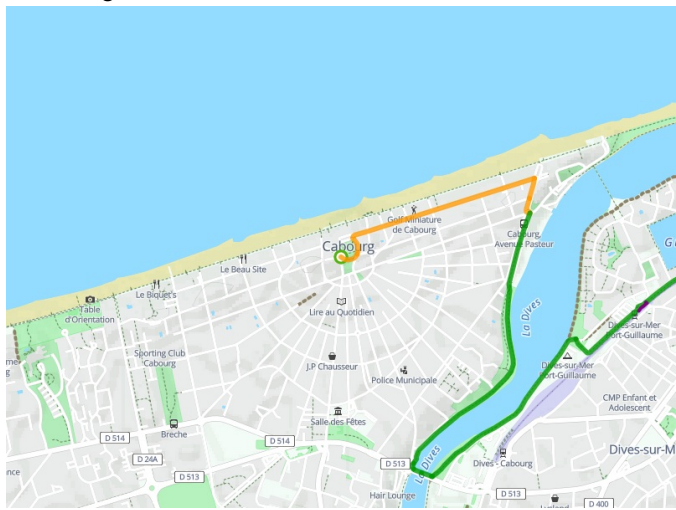 Golf Miniature
de Cabourg
Cabourg
Cabourg,
Avenue Pasteur
Le Beau Site
Le Biquet's
Table
d'Orientation
Lire au Quotidien
La Dives
Dives-sur-Mer
Port-Guillaume
Sporting Club
Cabourg
J.P Chausseur
Police Municipale
Dives-sur-Mer
Port-Guillaume
CMP Enfant et
Adolescent
Salle des Fêtes
D 514
Breche
D 514
D 24A
D 513
D 513
La Dives
Dives - Cabourg
Dives-sur-M
Hair Lounge
D 513
D 400